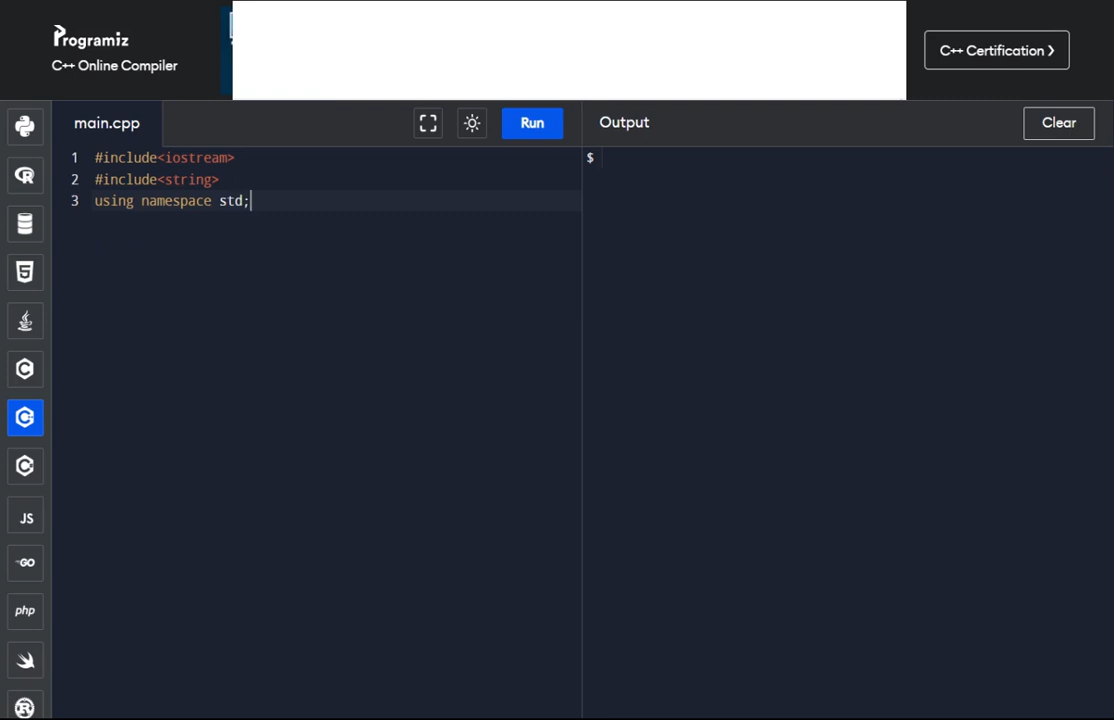 Programiz
C++ Online Compiler
C++ Certification >
main.cpp
Run
Output
Clear
1 #include<iostream>
2 #include<string>
3 using namespace std;
$
R
5
C
C
C
JS
GO
php
R